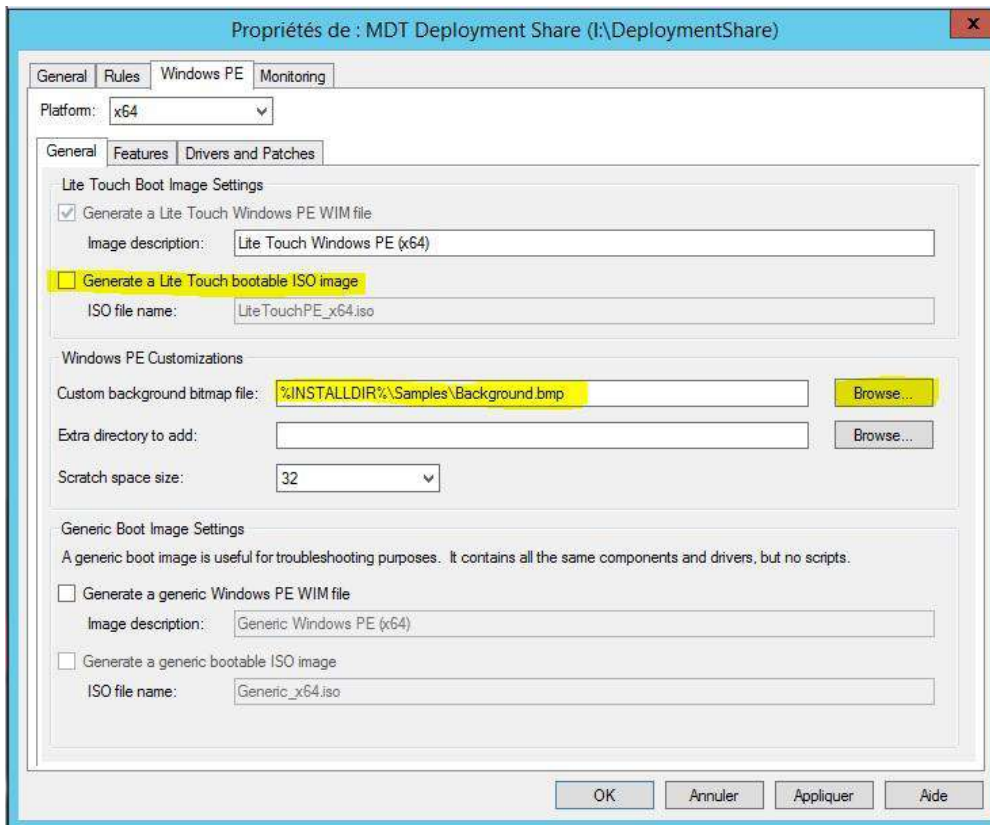 Propriétés de : MDT Deployment Share (I:\DeploymentShare)
x
General Rules Windows PE Monitoring
Platform: x64
General Features Drivers and Patches
Lite Touch Boot Image Settings
Generate a Lite Touch Windows PE WIM file
Image description: Lite Touch Windows PE (x64)
Generate a Lite Touch bootable ISO image
ISO file name: LiteTouchPE_x64.iso
Windows PE Customizations
Custom background bitmap file: %INSTALLDIR%\Samples\Background.bmp Browse...
Extra directory to add: Browse...
Scratch space size: 32
Generic Boot Image Settings
A generic boot image is useful for troubleshooting purposes. It contains all the same components and drivers, but no scripts.
Generate a generic Windows PE WIM file
Image description: Generic Windows PE (x64)
Generate a generic bootable ISO image
ISO file name: Generic_x64.iso
OK Annuler Appliquer Aide